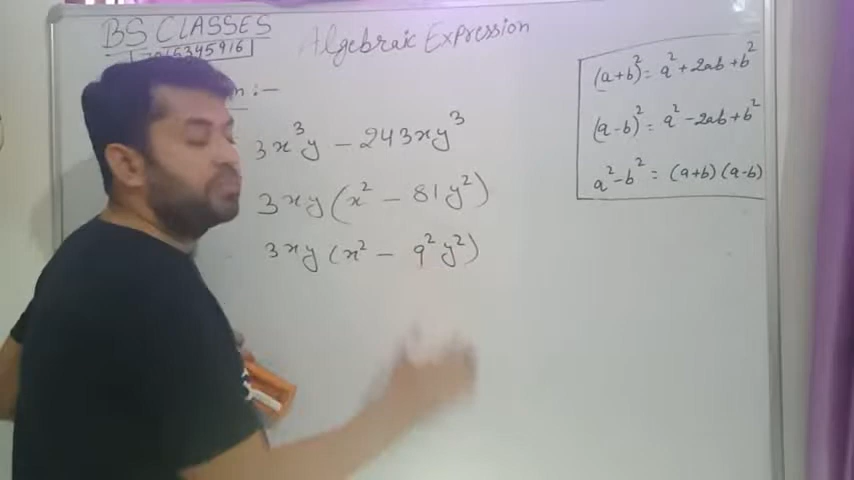 BS CLASSES
Algebraic Expression
3x³y - 243xy³
3xy(x² - 81y²)
3xy(x² - 9²y²)
(a+b)² = a² + 2ab + b²
(a-b)² = a² - 2ab + b²
a² - b² = (a+b)(a-b)